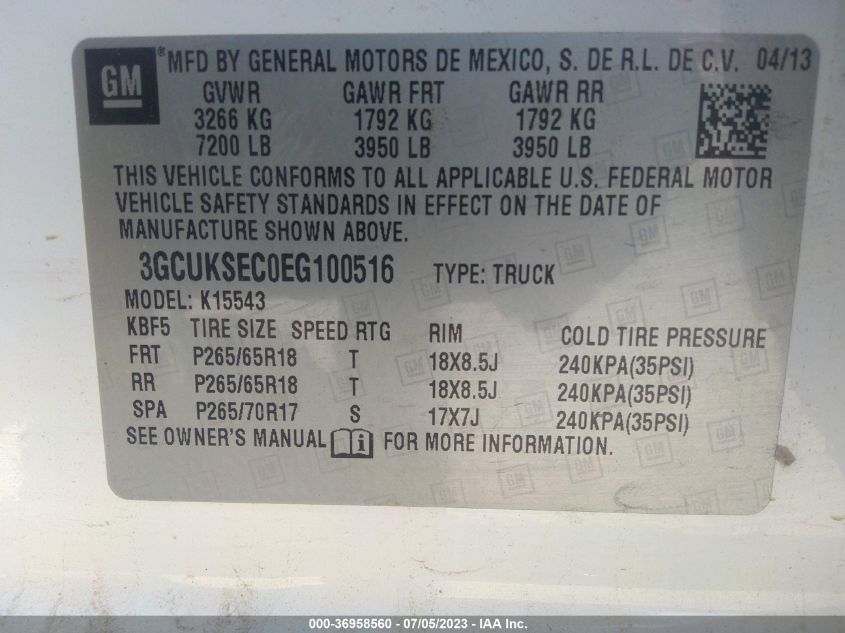 GM ®MFD BY GENERAL MOTORS DE MEXICO, S. DE R.L. DE C.V. 04/13
GVWR GAWR FRT GAWR RR
3266 KG 1792 KG 1792 KG
7200 LB 3950 LB 3950 LB
THIS VEHICLE CONFORMS TO ALL APPLICABLE U.S. FEDERAL MOTOR
VEHICLE SAFETY STANDARDS IN EFFECT ON THE DATE OF
MANUFACTURE SHOWN ABOVE.
3GCUKSEC0EG100516 TYPE: TRUCK
MODEL: K15543
KBF5 TIRE SIZE SPEED RTG RIM COLD TIRE PRESSURE
FRT P265/65R18 T 18X8.5J 240KPA(35PSI)
RR P265/65R18 T 18X8.5J 240KPA(35PSI)
SPA P265/70R17 S 17X7J 240KPA(35PSI)
SEE OWNER'S MANUAL FOR MORE INFORMATION.
000-36958560 - 07/05/2023 - IAA Inc.